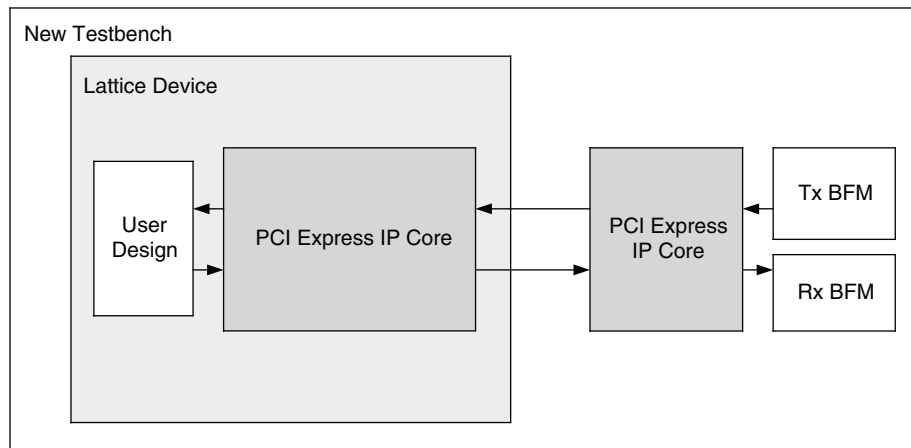 New Testbench
Lattice Device
User
Design
PCI Express IP Core
PCI Express
IP Core
Tx BFM
Rx BFM